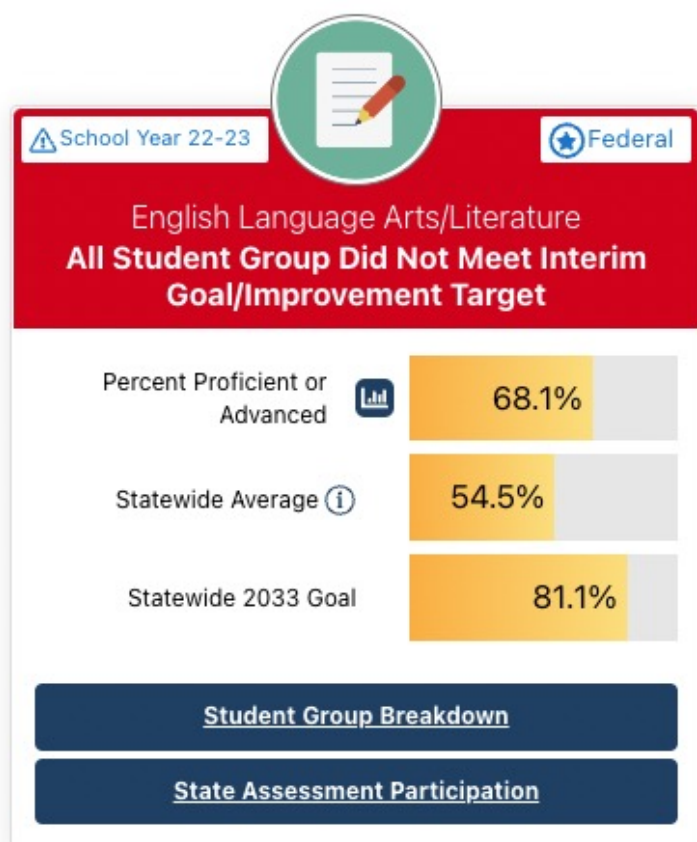 School Year 22-23
Federal
English Language Arts/Literature
All Student Group Did Not Meet Interim
Goal/Improvement Target
Percent Proficient or
Advanced
68.1%
Statewide Average
54.5%
Statewide 2033 Goal
81.1%
Student Group Breakdown
State Assessment Participation